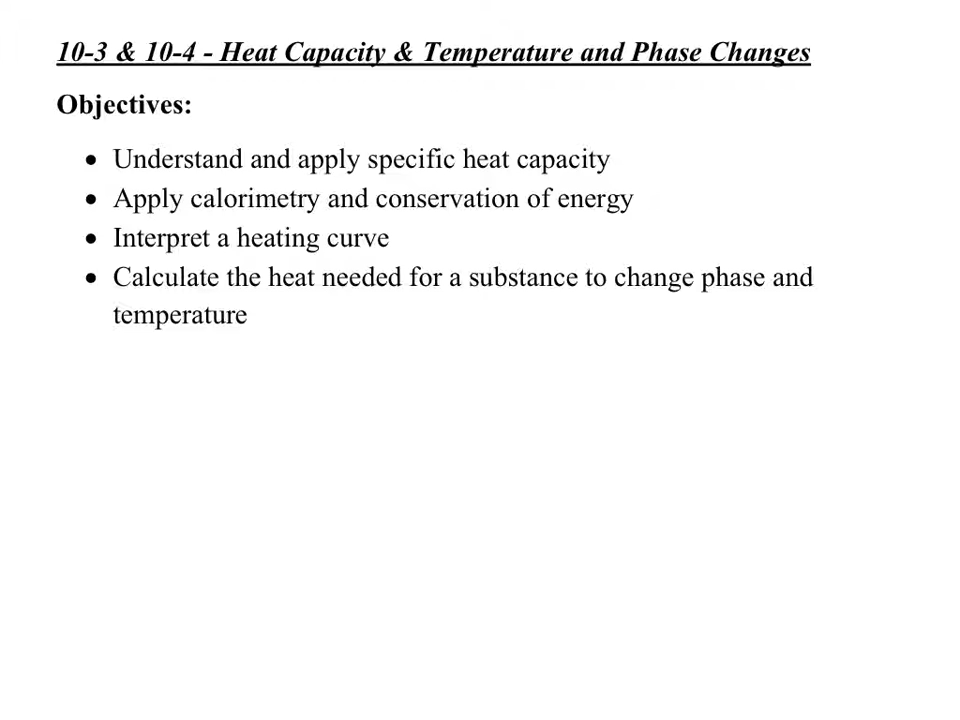 10-3 & 10-4 - Heat Capacity & Temperature and Phase Changes
Objectives:
• Understand and apply specific heat capacity
• Apply calorimetry and conservation of energy
• Interpret a heating curve
• Calculate the heat needed for a substance to change phase and
temperature